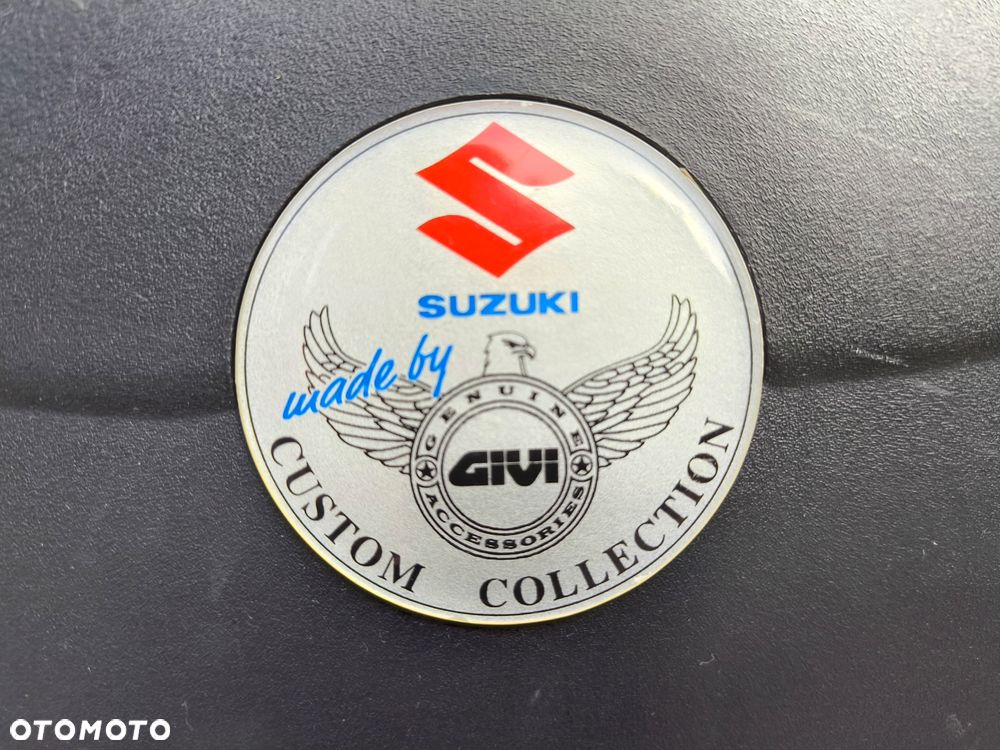 SUZUKI
made by
GENUINE
GIVI
ACCESSORIES
CUSTOM COLLECTION
OTOMOTO